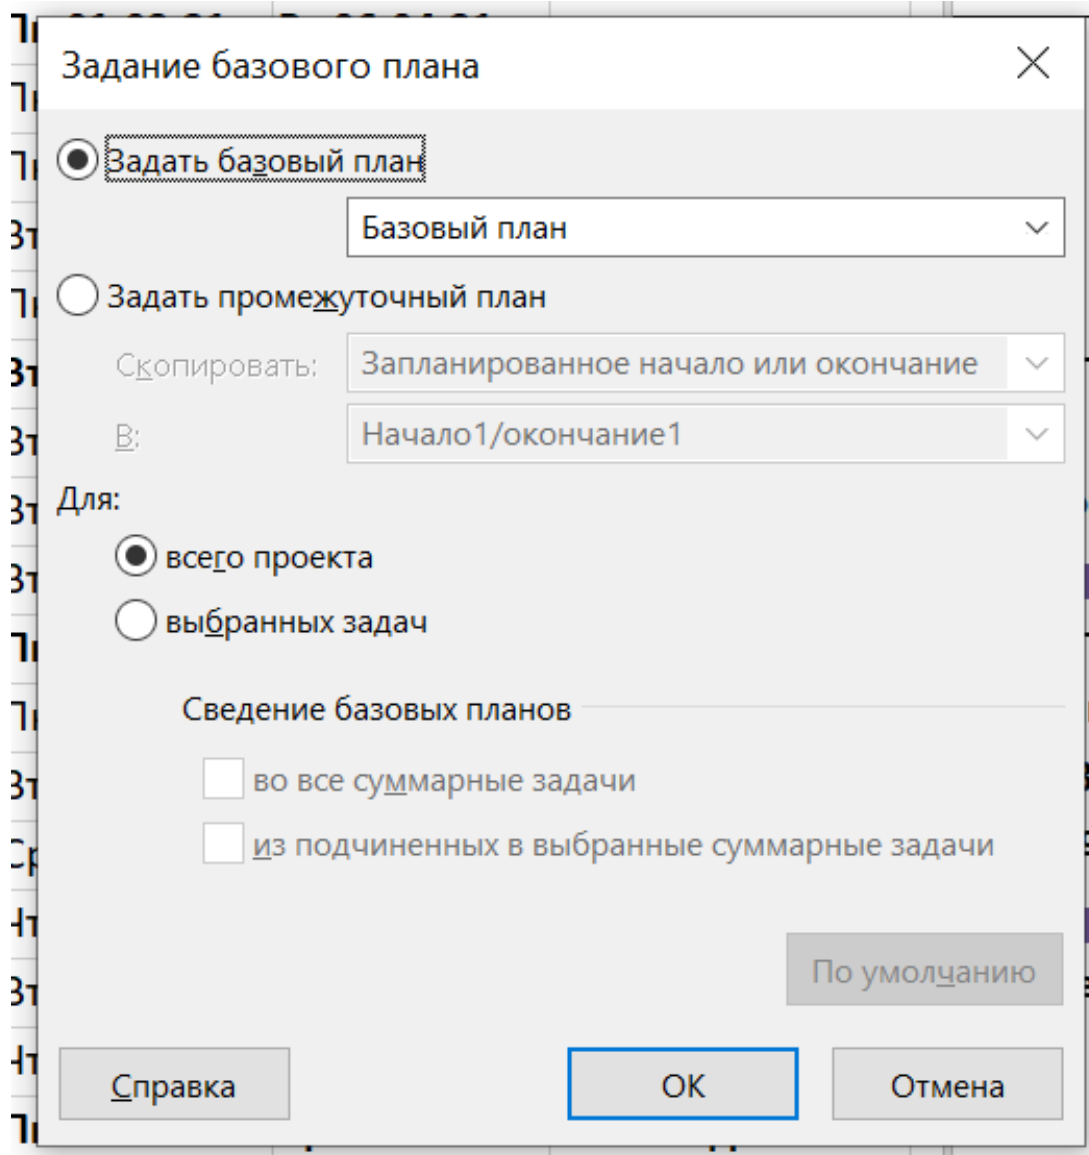 Задание базового плана
Задать базовый план
Базовый план
Задать промежуточный план
Скопировать: Запланированное начало или окончание
В: Начало1/окончание1
Для:
всего проекта
выбранных задач
Сведение базовых планов
во все суммарные задачи
из подчиненных в выбранные суммарные задачи
По умолчанию
Справка ОК Отмена